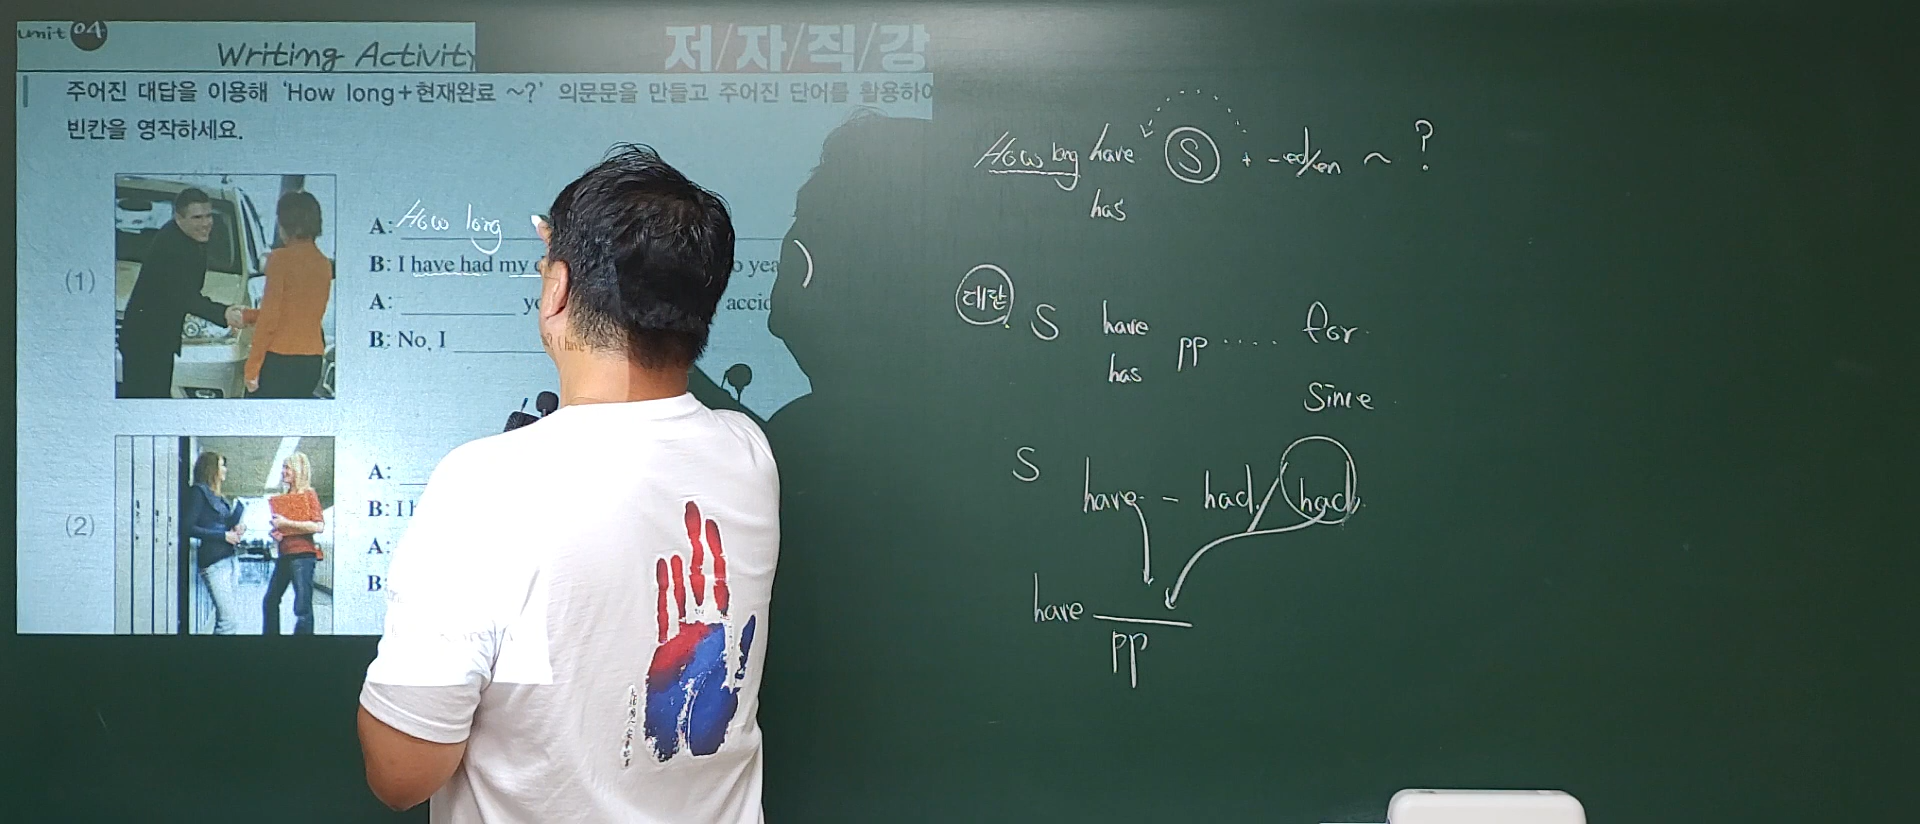 unit 04
Writing Activity
저/자/직/강
주어진 대답을 이용해 'How long+현재완료 ~?' 의문문을 만들고 주어진 단어를 활용하여
빈칸을 영작하세요.
(1)
A: How long
B: I have had my
A: ________ accid
B: No, I ________
(2)
A:
B: I
A:
B:
How long have S + -ed/en ~ ?
has
대답 S have pp ..... for
has since
S have - had / had
have
pp